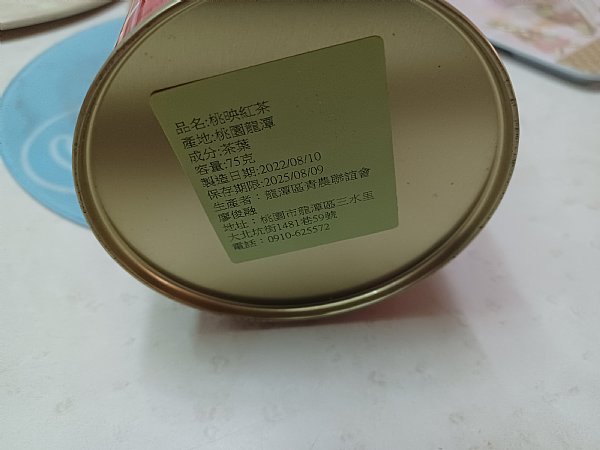 品名:桃映紅茶
產地:桃園龍潭
成分:茶葉
容量:75克
製造日期:2022/08/10
保存期限:2025/08/09
生產者：龍潭區青農聯誼會
廖俊融
地址：桃園市龍潭區三水里
大北坑街1481巷59號
電話：0910-625572